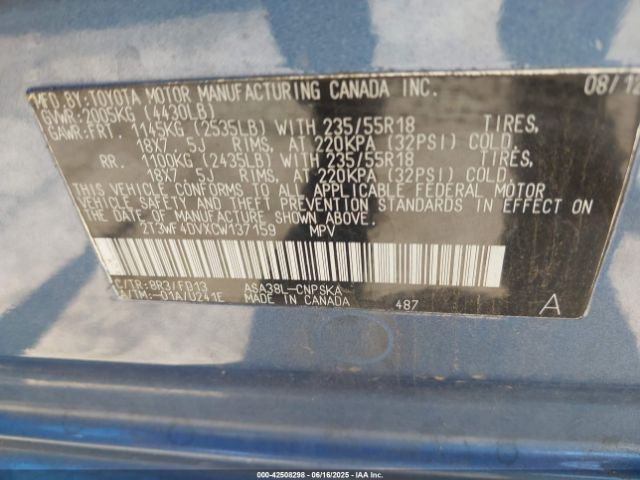 MFD.BY:TOYOTA MOTOR MANUFACTURING CANADA INC. 08/12
GVWR:2005KG (4430LB)
GAWR:FRT. 1145KG (2535LB) WITH 235/55R18 TIRES,
18X7.5J RIMS, AT 220KPA (32PSI) COLD.
RR. 1100KG (2435LB) WITH 235/55R18 TIRES,
18X7.5J RIMS, AT 220KPA (32PSI) COLD.
THIS VEHICLE CONFORMS TO ALL APPLICABLE FEDERAL MOTOR
VEHICLE SAFETY AND THEFT PREVENTION STANDARDS IN EFFECT ON
THE DATE OF MANUFACTURE SHOWN ABOVE.
2T3WF4DVXCW137159 MPV
C/TR:8R3/FD13 ASA38L-CNPSKA
A/TM:-01A/U241E MADE IN CANADA 487 A
000-42508298 - 06/16/2025 - IAA Inc.